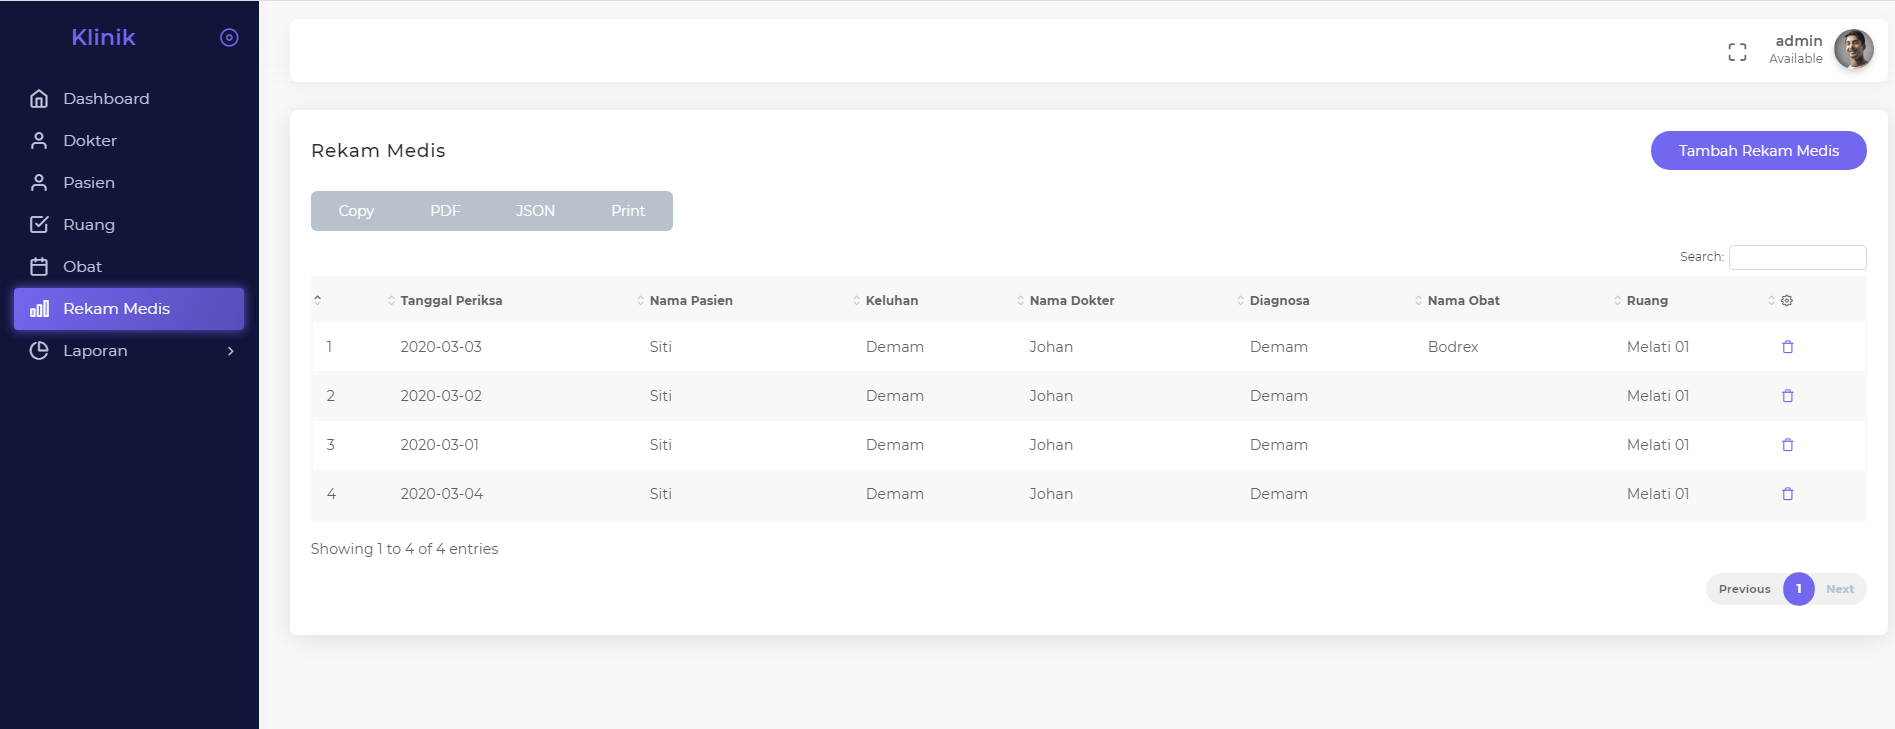 Klinik
Dashboard
Dokter
Pasien
Ruang
Obat
Rekam Medis
Laporan
admin
Available
Rekam Medis
Tambah Rekam Medis
Copy PDF JSON Print
Search:
Tanggal Periksa Nama Pasien Keluhan Nama Dokter Diagnosa Nama Obat Ruang
1 2020-03-03 Siti Demam Johan Demam Bodrex Melati 01
2 2020-03-02 Siti Demam Johan Demam Melati 01
3 2020-03-01 Siti Demam Johan Demam Melati 01
4 2020-03-04 Siti Demam Johan Demam Melati 01
Showing 1 to 4 of 4 entries
Previous 1 Next